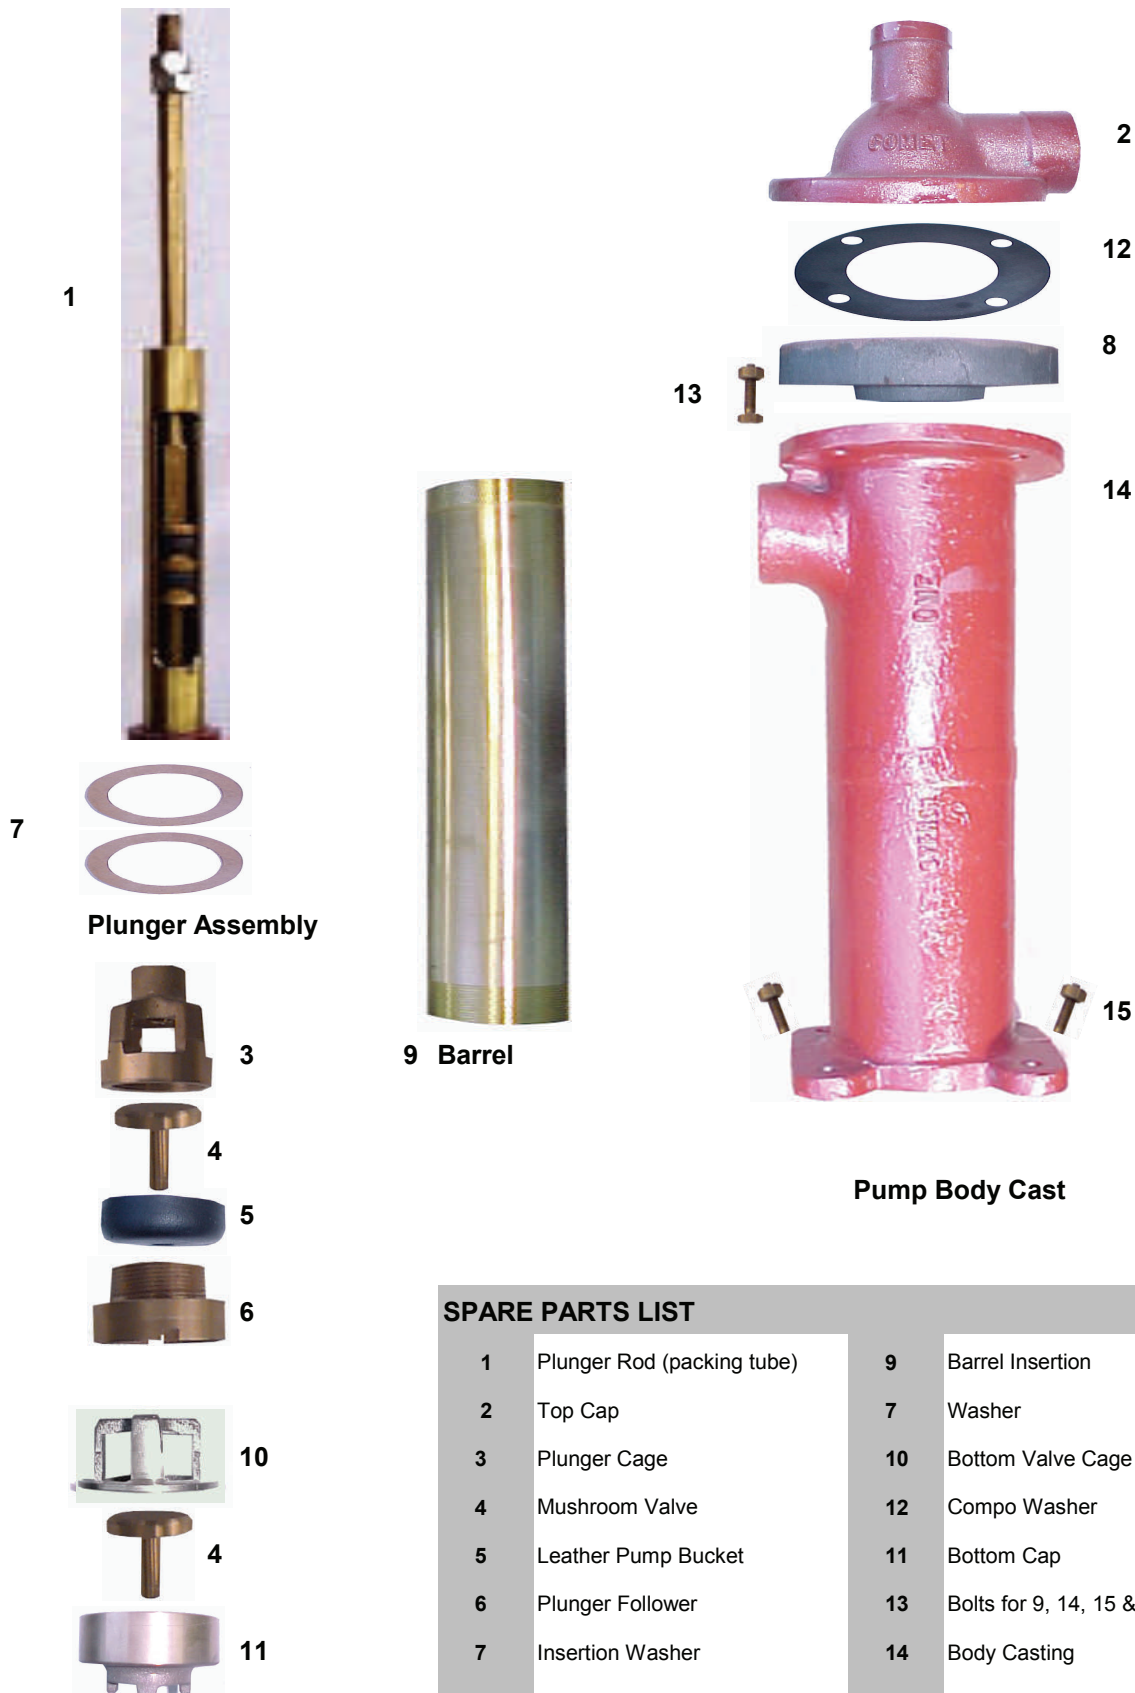 COMET
2
12
1
8
13
14
ONE
7
Plunger Assembly
15
3
9 Barrel
4
5
Pump Body Cast
6
SPARE PARTS LIST
1 Plunger Rod (packing tube) 9 Barrel Insertion
2 Top Cap 7 Washer
3 Plunger Cage 10 Bottom Valve Cage
4 Mushroom Valve 12 Compo Washer
5 Leather Pump Bucket 11 Bottom Cap
6 Plunger Follower 13 Bolts for 9, 14, 15 &
7 Insertion Washer 14 Body Casting
10
4
11